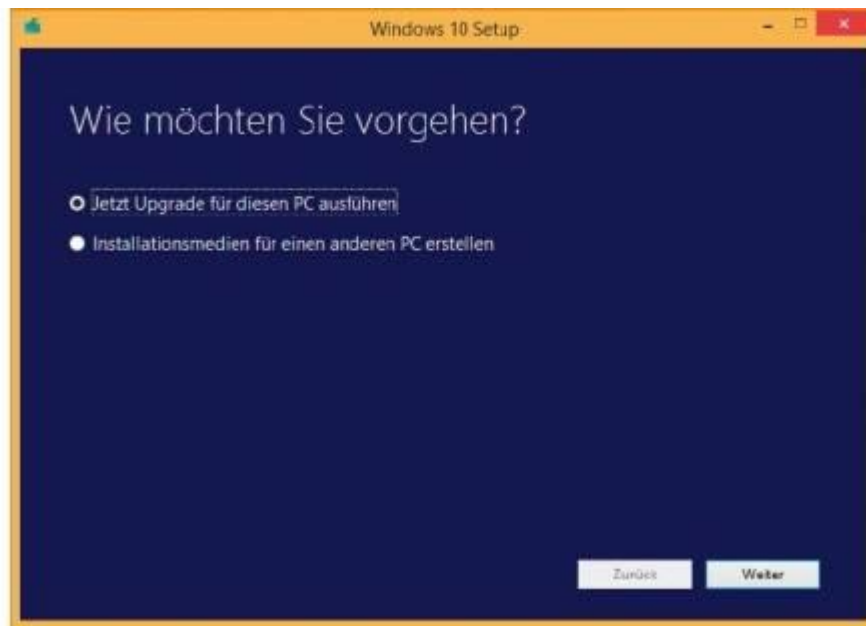 Windows 10 Setup
Wie möchten Sie vorgehen?
Jetzt Upgrade für diesen PC ausführen
Installationsmedien für einen anderen PC erstellen
Zurück
Weiter